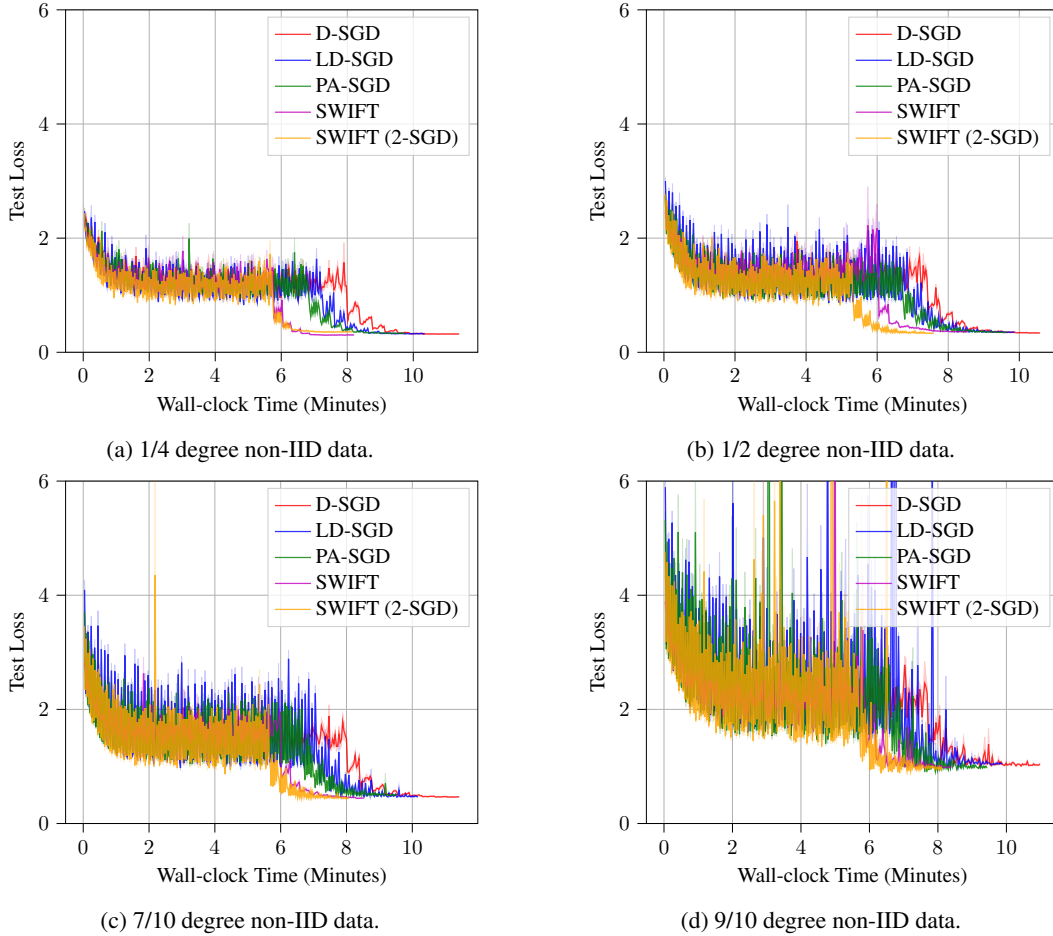 6
4
2
0
Test Loss
D-SGD
LD-SGD
PA-SGD
SWIFT
SWIFT (2-SGD)
0 2 4 6 8 10
Wall-clock Time (Minutes)
(a) 1/4 degree non-IID data.
6
4
2
0
Test Loss
D-SGD
LD-SGD
PA-SGD
SWIFT
SWIFT (2-SGD)
0 2 4 6 8 10
Wall-clock Time (Minutes)
(b) 1/2 degree non-IID data.
6
4
2
0
Test Loss
D-SGD
LD-SGD
PA-SGD
SWIFT
SWIFT (2-SGD)
0 2 4 6 8 10
Wall-clock Time (Minutes)
(c) 7/10 degree non-IID data.
6
4
2
0
Test Loss
D-SGD
LD-SGD
PA-SGD
SWIFT
SWIFT (2-SGD)
0 2 4 6 8 10
Wall-clock Time (Minutes)
(d) 9/10 degree non-IID data.